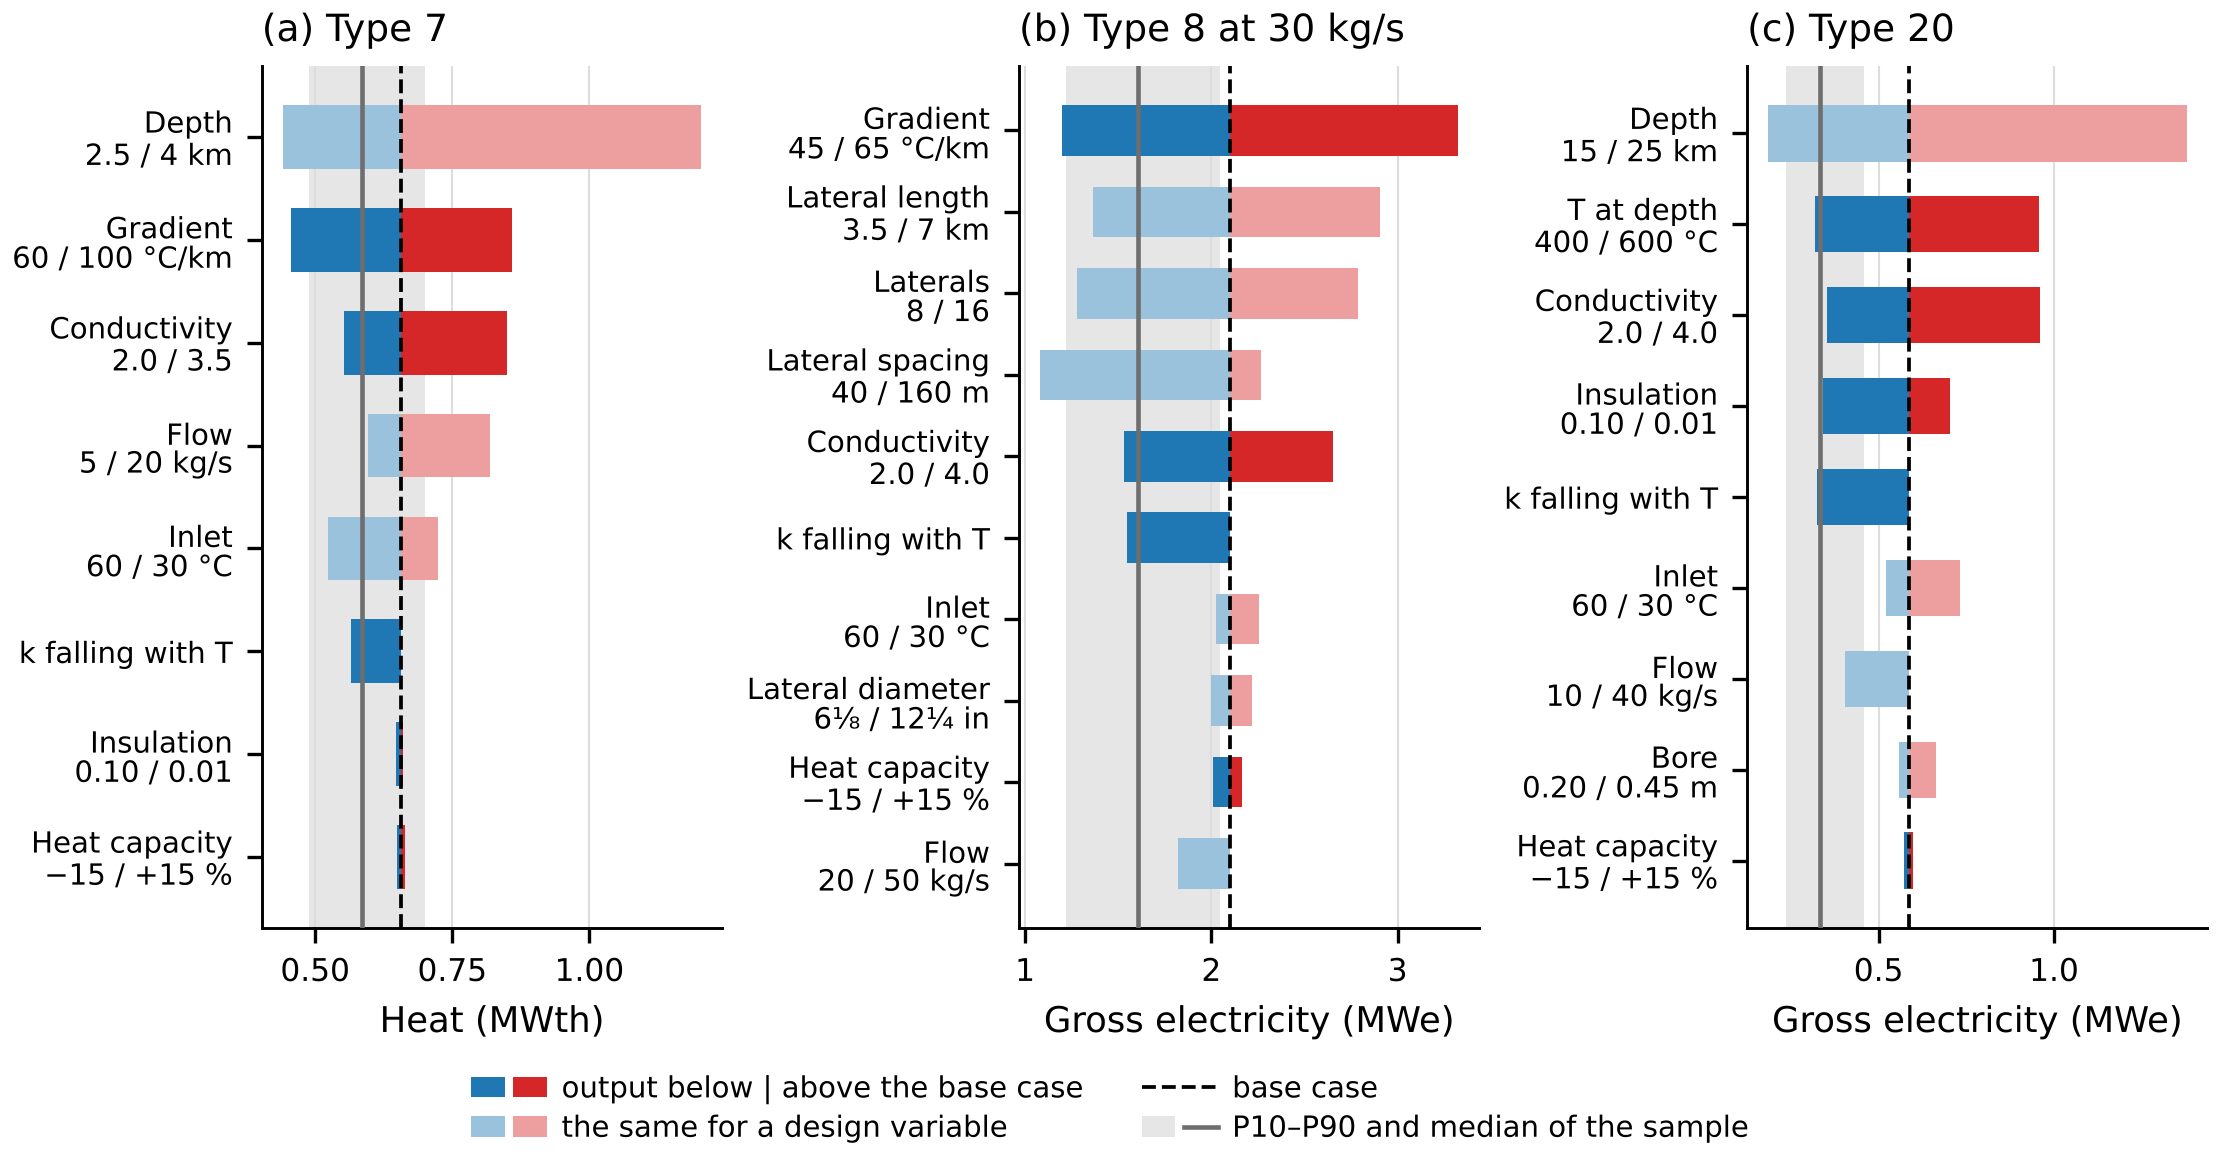 (a) Type 7
Depth
2.5 / 4 km
Gradient
60 / 100 °C/km
Conductivity
2.0 / 3.5
Flow
5 / 20 kg/s
Inlet
60 / 30 °C
k falling with T
Insulation
0.10 / 0.01
Heat capacity
−15 / +15 %
0.50 0.75 1.00
Heat (MWth)
(b) Type 8 at 30 kg/s
Gradient
45 / 65 °C/km
Lateral length
3.5 / 7 km
Laterals
8 / 16
Lateral spacing
40 / 160 m
Conductivity
2.0 / 4.0
k falling with T
Inlet
60 / 30 °C
Lateral diameter
6⅛ / 12¼ in
Heat capacity
−15 / +15 %
Flow
20 / 50 kg/s
1 2 3
Gross electricity (MWe)
(c) Type 20
Depth
15 / 25 km
T at depth
400 / 600 °C
Conductivity
2.0 / 4.0
Insulation
0.10 / 0.01
k falling with T
Inlet
60 / 30 °C
Flow
10 / 40 kg/s
Bore
0.20 / 0.45 m
Heat capacity
−15 / +15 %
0.5 1.0
Gross electricity (MWe)
output below | above the base case
the same for a design variable
base case
P10–P90 and median of the sample